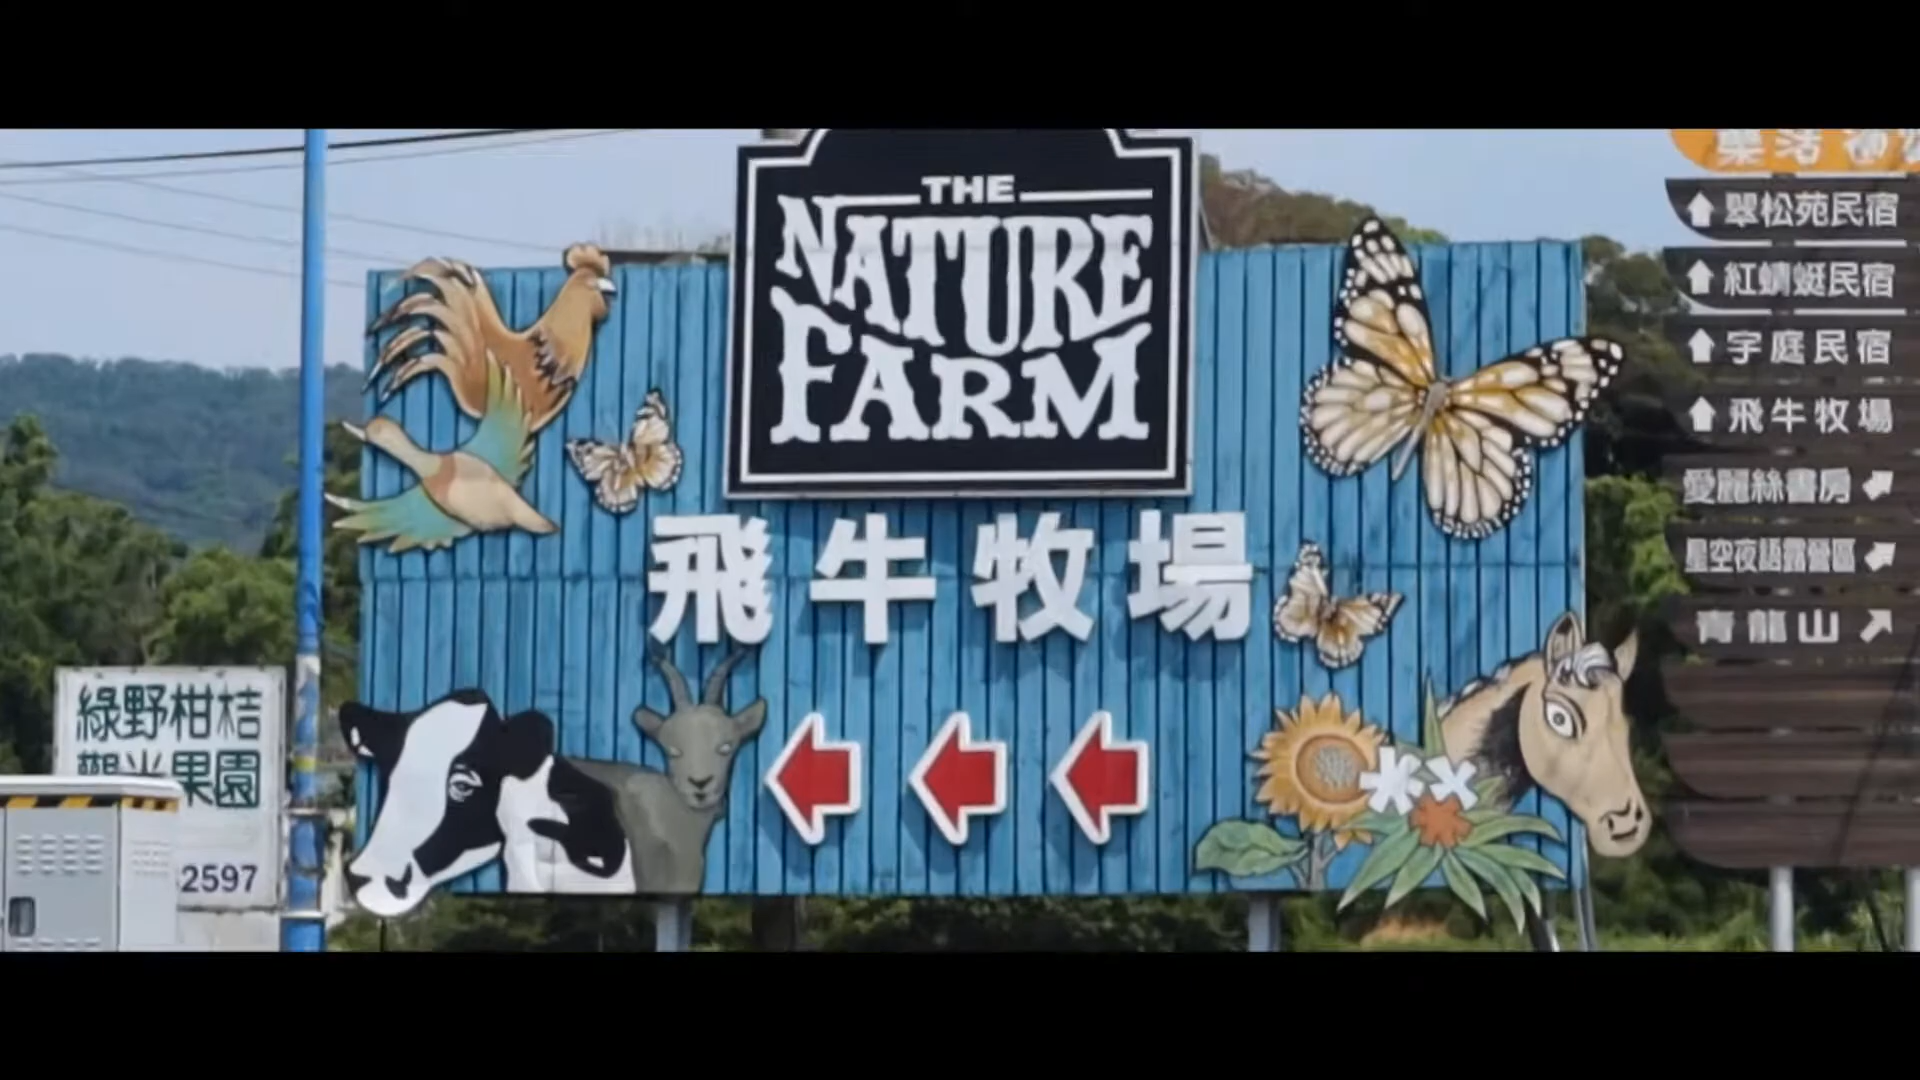 THE
NATURE
FARM
飛牛牧場
綠野柑桔
觀光果園
2597
翠松苑民宿
紅蜻蜓民宿
宇庭民宿
飛牛牧場
愛麗絲書房
星空夜語露營區
青龍山